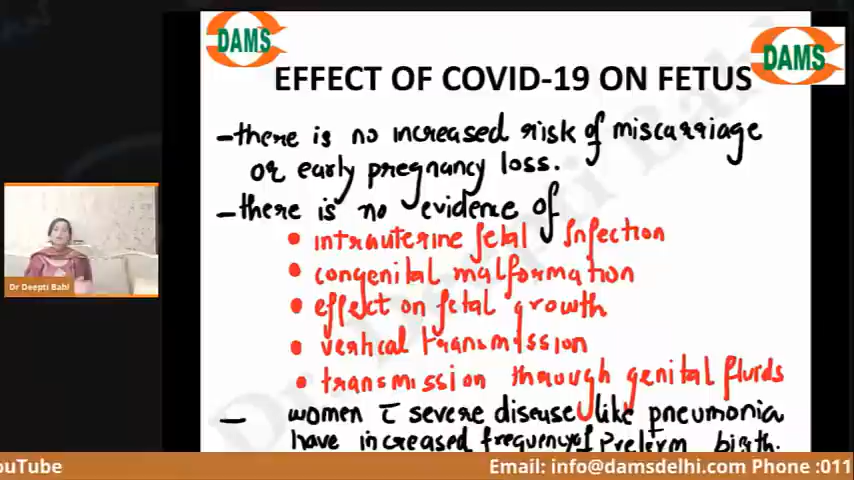 DAMS
DAMS
EFFECT OF COVID-19 ON FETUS
-there is no increased risk of miscarriage
or early pregnancy loss.
-there is no evidence of
• intrauterine fetal infection
• congenital malformation
• effect on fetal growth
• vertical transmission
• transmission through genital fluids
- women c̄ severe disease like pneumonia
have increased frequency of preterm birth.
Dr Deepti Bahl
ouTube
Email: info@damsdelhi.com Phone :011